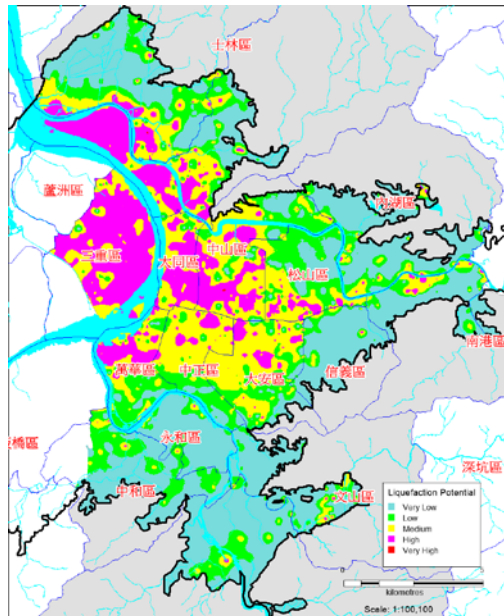 士林區
蘆洲區
內湖區
三重區
大同區
中山區
松山區
南港區
萬華區
中正區
大安區
信義區
永和區
板橋區
中和區
文山區
深坑區
Liquefaction Potential
Very Low
Low
Medium
High
Very High
0
kilometres
Scale: 1:100,100